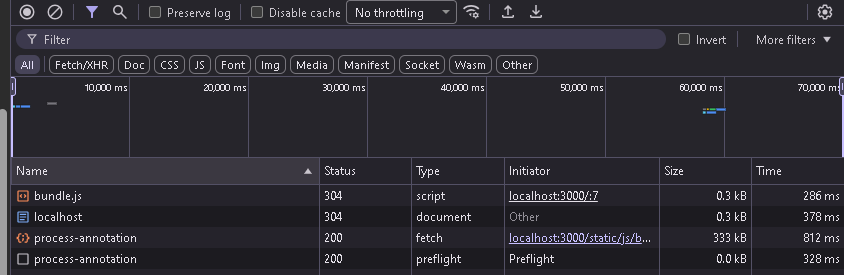 Preserve log Disable cache No throttling
Filter Invert More filters
All Fetch/XHR Doc CSS JS Font Img Media Manifest Socket Wasm Other
10,000 ms 20,000 ms 30,000 ms 40,000 ms 50,000 ms 60,000 ms 70,000 ms
Name Status Type Initiator Size Time
bundle.js 304 script localhost:3000/:7 0.3 kB 286 ms
localhost 304 document Other 0.3 kB 378 ms
process-annotation 200 fetch localhost:3000/static/js/b... 333 kB 812 ms
process-annotation 200 preflight Preflight 0.0 kB 328 ms